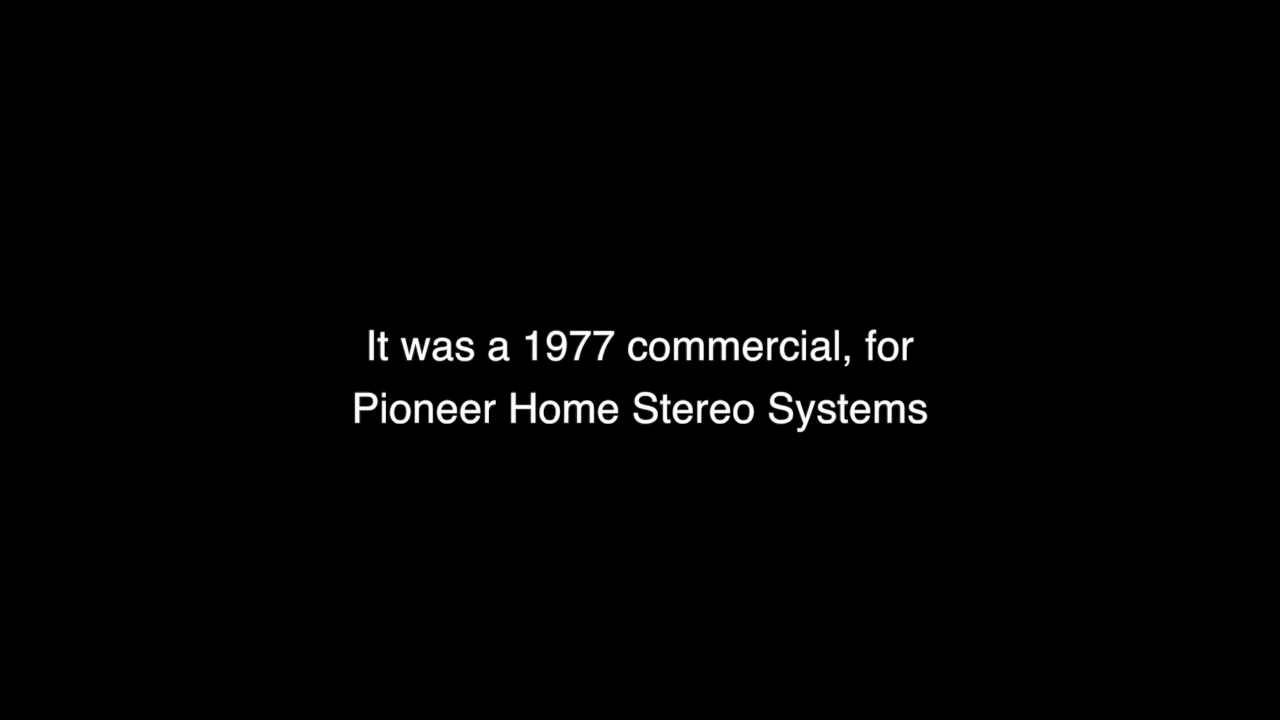 It was a 1977 commercial, for
Pioneer Home Stereo Systems